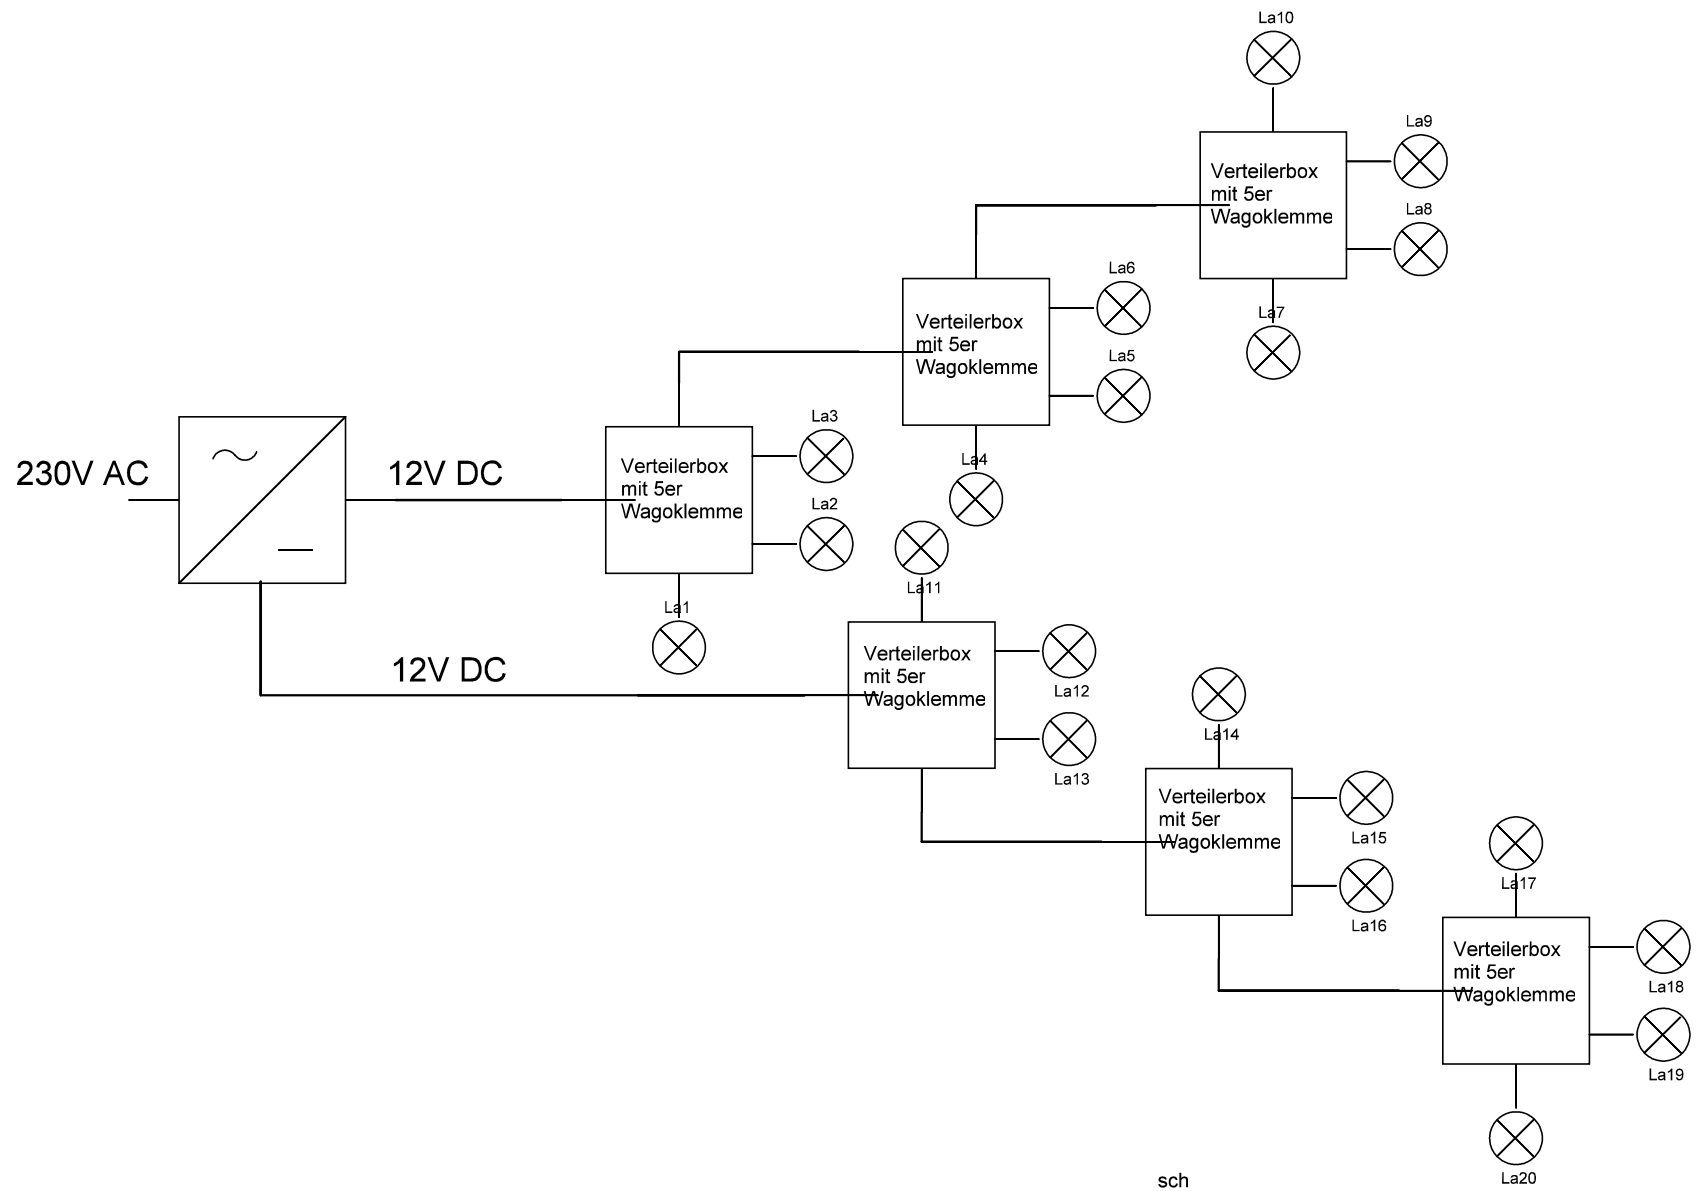 La10
La9
Verteilerbox
mit 5er
Wagoklemme
La8
La6
La7
Verteilerbox
mit 5er
Wagoklemme
La5
La3
La4
230V AC
12V DC
Verteilerbox
mit 5er
Wagoklemme
La2
La11
La1
12V DC
Verteilerbox
mit 5er
Wagoklemme
La12
La13
La14
Verteilerbox
mit 5er
Wagoklemme
La15
La16
La17
Verteilerbox
mit 5er
Wagoklemme
La18
La19
La20
sch